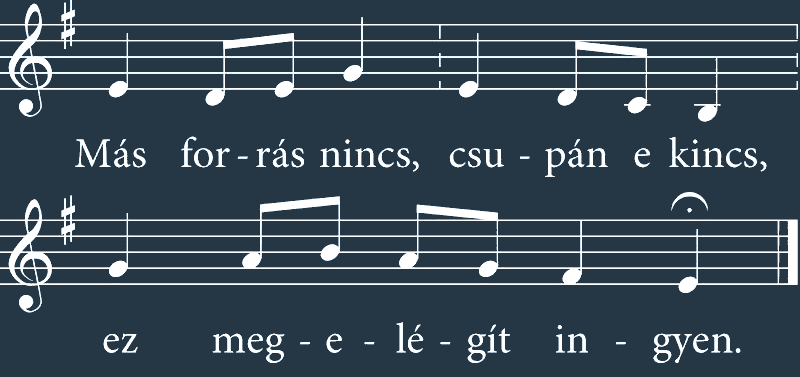 Más for-rás nincs, csu - pán e kincs,
ez meg - e - lé - gít in - gyen.